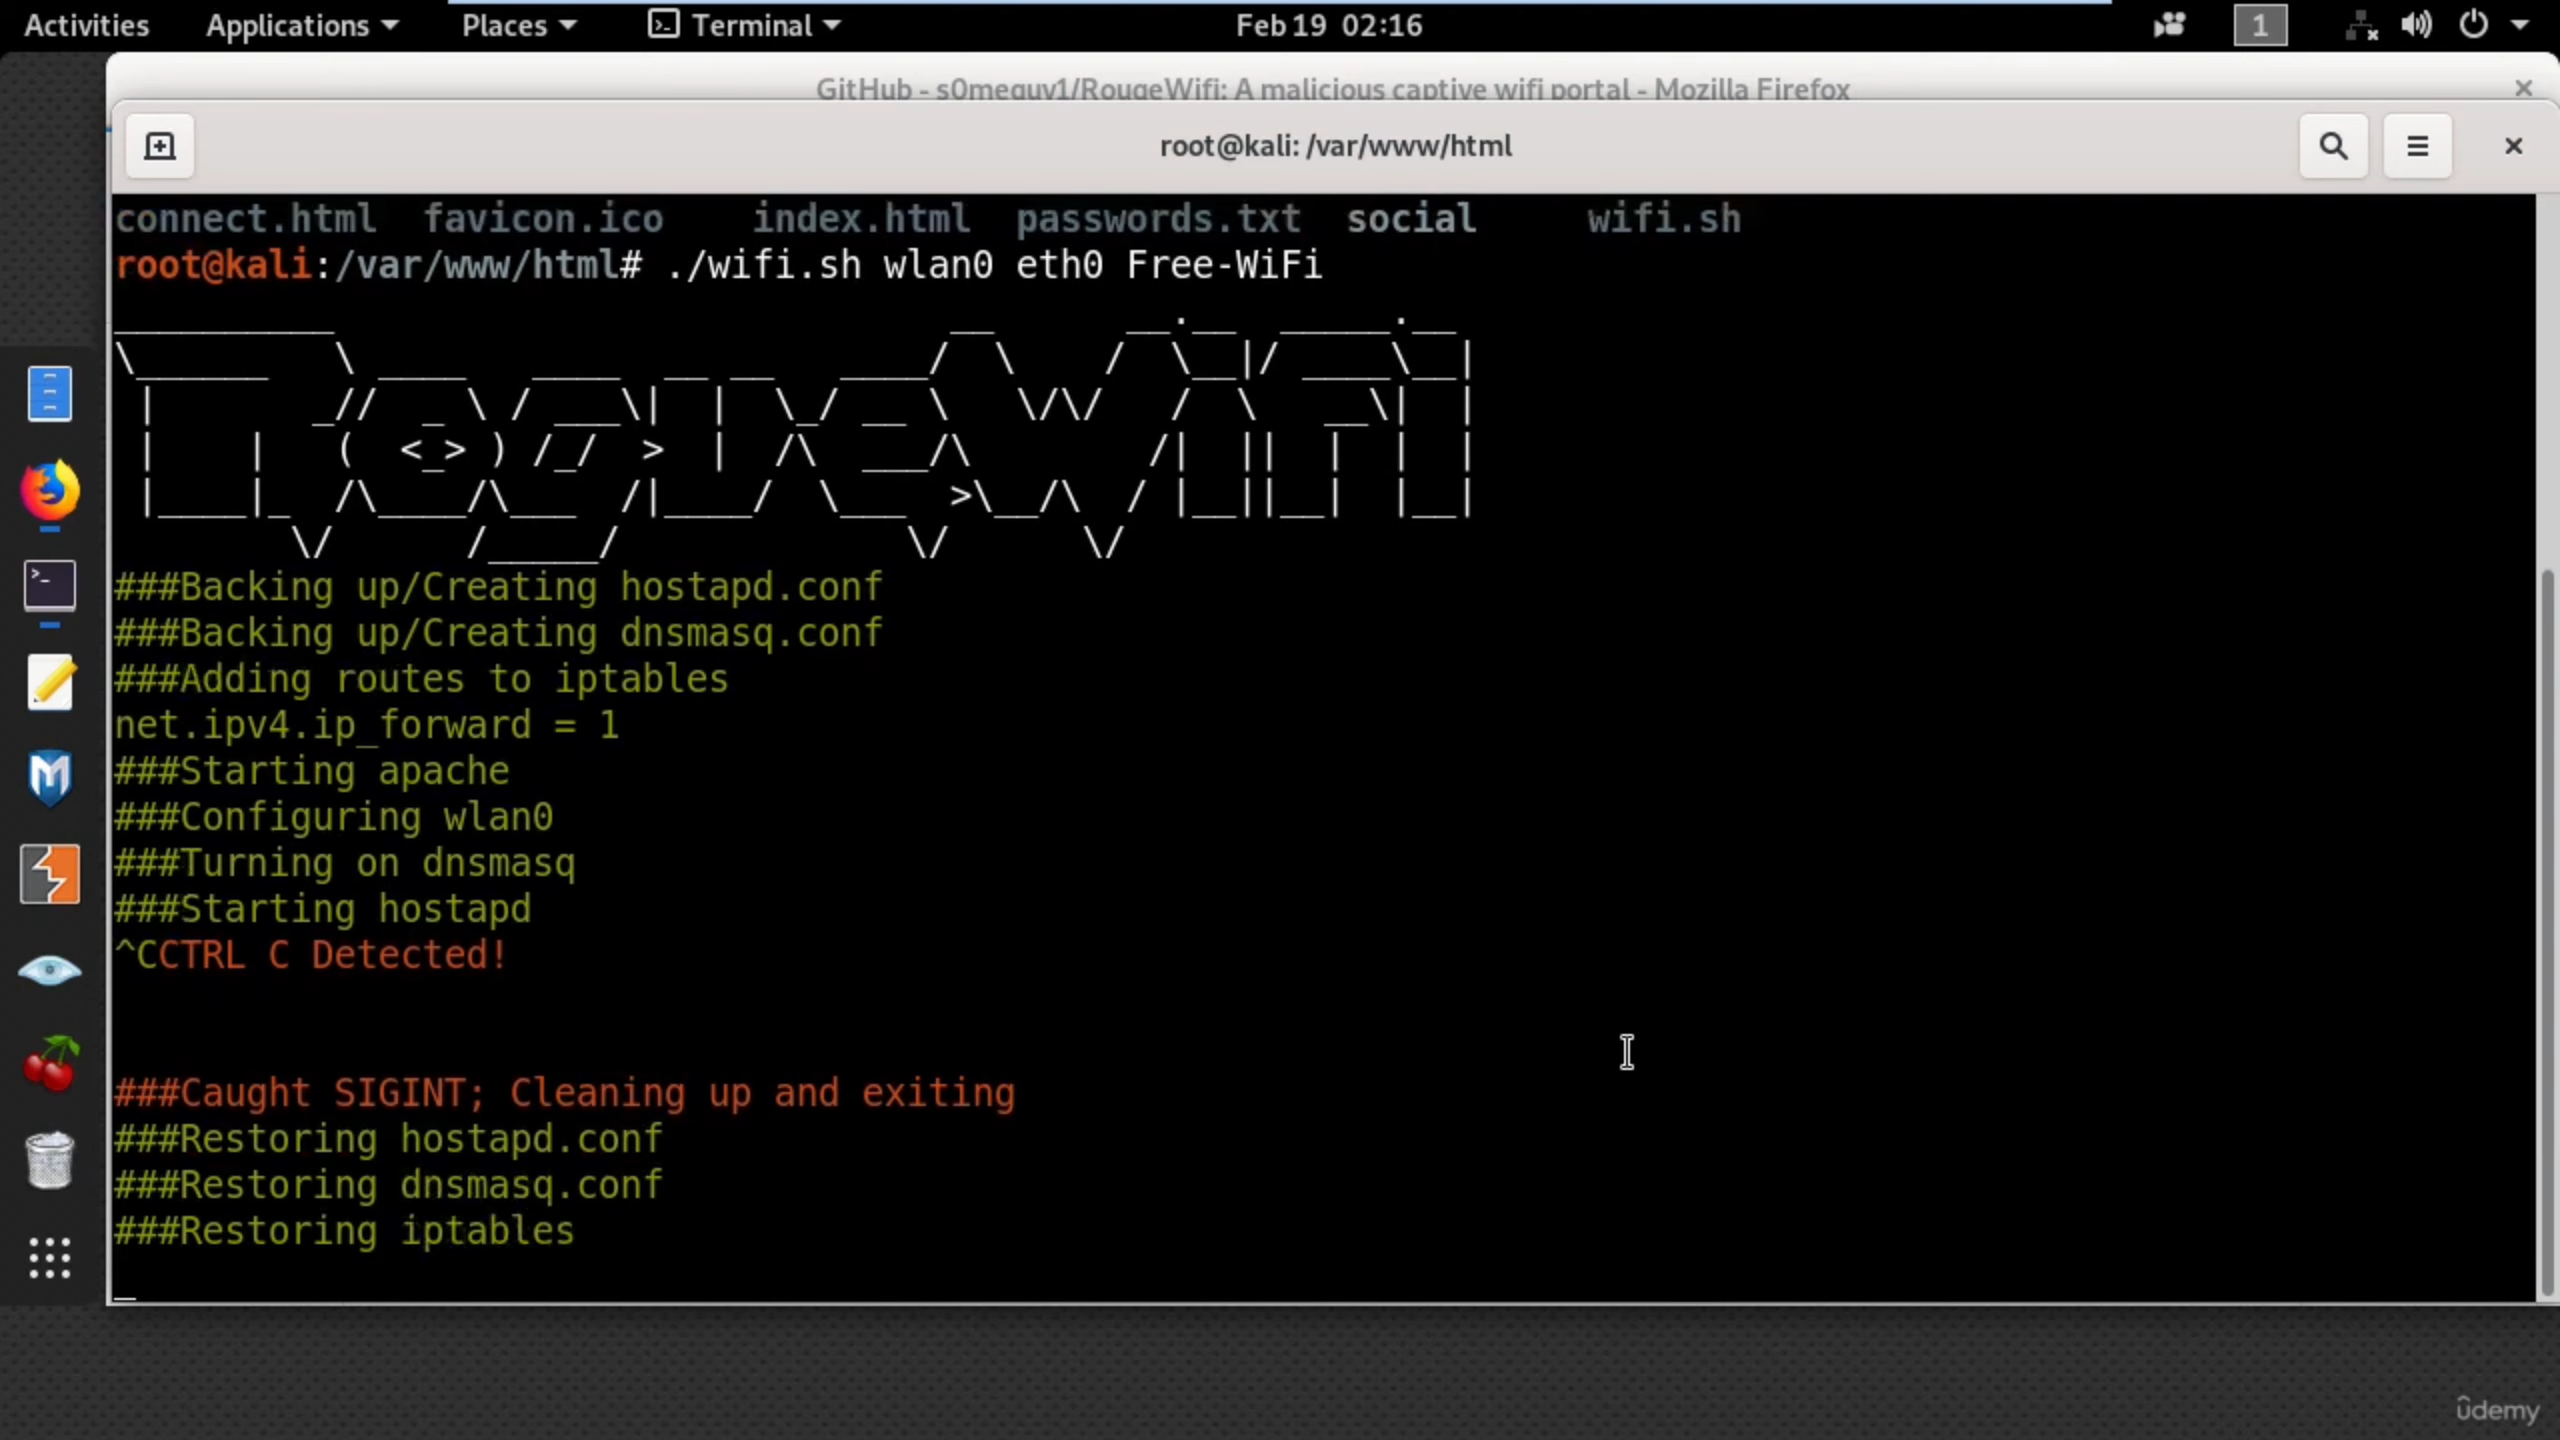 Activities Applications Places Terminal Feb 19 02:16 1
GitHub - s0meguy1/RougeWifi: A malicious captive wifi portal - Mozilla Firefox
root@kali: /var/www/html
connect.html favicon.ico index.html passwords.txt social wifi.sh
root@kali:/var/www/html# ./wifi.sh wlan0 eth0 Free-WiFi
RogueWiFi
###Backing up/Creating hostapd.conf
###Backing up/Creating dnsmasq.conf
###Adding routes to iptables
net.ipv4.ip_forward = 1
###Starting apache
###Configuring wlan0
###Turning on dnsmasq
###Starting hostapd
^CCTRL C Detected!
###Caught SIGINT; Cleaning up and exiting
###Restoring hostapd.conf
###Restoring dnsmasq.conf
###Restoring iptables
ûdemy